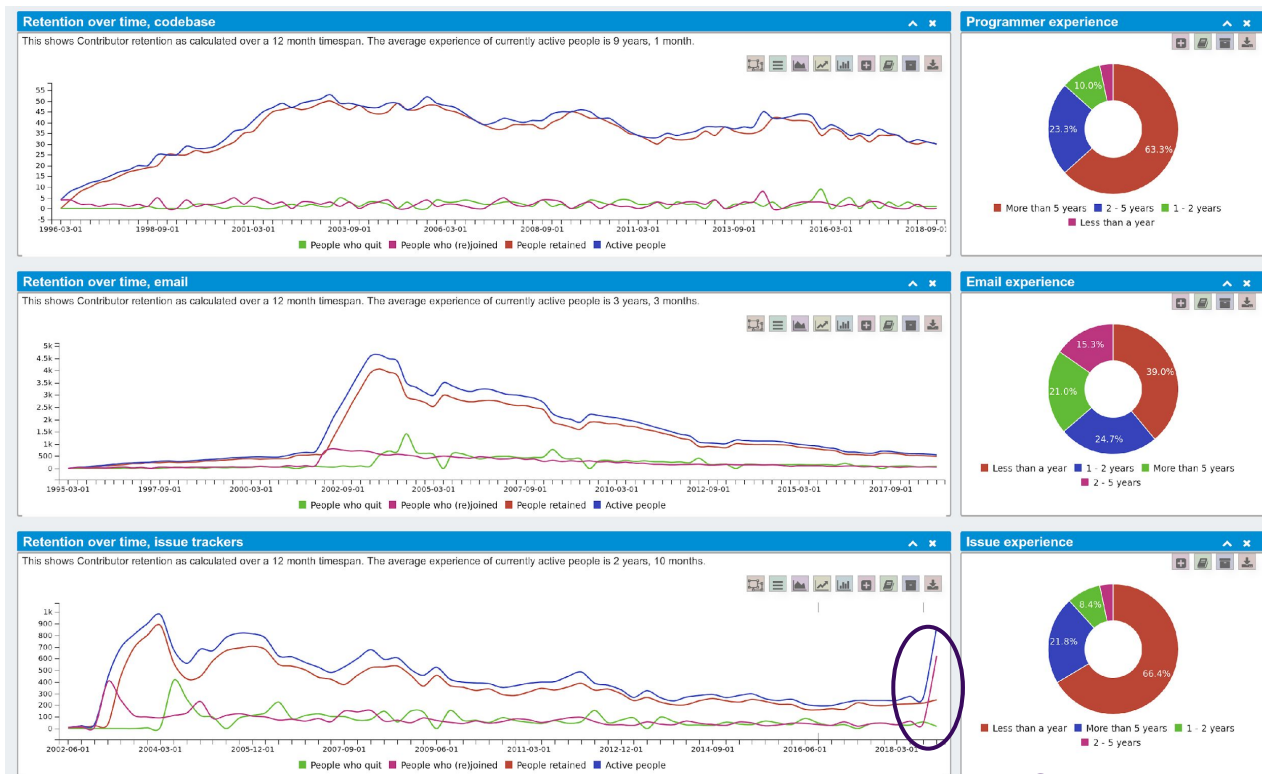 Retention over time, codebase
This shows Contributor retention as calculated over a 12 month timespan. The average experience of currently active people is 9 years, 1 month.
55
50
45
40
35
30
25
20
15
10
5
0
-5
1996-03-01 1998-09-01 2001-03-01 2003-09-01 2006-03-01 2008-09-01 2011-03-01 2013-09-01 2016-03-01 2018-09-01
People who quit People who (re)joined People retained Active people
Programmer experience
10.0%
23.3%
63.3%
More than 5 years 2 - 5 years 1 - 2 years
Less than a year
Retention over time, email
This shows Contributor retention as calculated over a 12 month timespan. The average experience of currently active people is 3 years, 3 months.
5k
4.5k
4k
3.5k
3k
2.5k
2k
1.5k
1k
500
0
1995-03-01 1997-09-01 2000-03-01 2002-09-01 2005-03-01 2007-09-01 2010-03-01 2012-09-01 2015-03-01 2017-09-01
People who quit People who (re)joined People retained Active people
Email experience
15.3%
39.0%
21.0%
24.7%
Less than a year 1 - 2 years More than 5 years
2 - 5 years
Retention over time, issue trackers
This shows Contributor retention as calculated over a 12 month timespan. The average experience of currently active people is 2 years, 10 months.
1k
900
800
700
600
500
400
300
200
100
0
2002-06-01 2004-03-01 2005-12-01 2007-09-01 2009-06-01 2011-03-01 2012-12-01 2014-09-01 2016-06-01 2018-03-01
People who quit People who (re)joined People retained Active people
Issue experience
8.4%
21.8%
66.4%
Less than a year More than 5 years 1 - 2 years
2 - 5 years